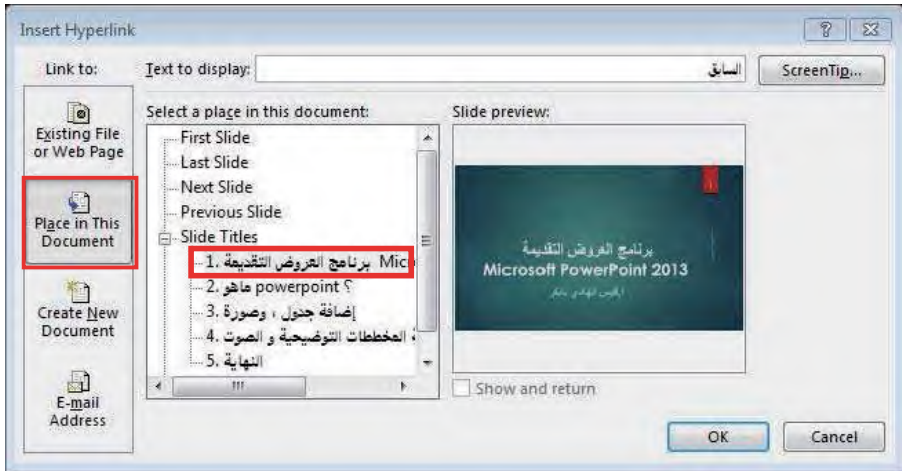 Insert Hyperlink
Link to:
Text to display: السابق
ScreenTip...
Existing File
or Web Page
Place in This
Document
Create New
Document
E-mail
Address
Select a place in this document:
First Slide
Last Slide
Next Slide
Previous Slide
Slide Titles
1. برنامج العروض التقديمة Mico
2. ماهو powerpoint ؟
3. إضافة جدول ، وصورة
4. المخططات التوضيحية و الصوت
5. النهاية
Slide preview:
برنامج العروض التقديمة
Microsoft PowerPoint 2013
Show and return
OK
Cancel